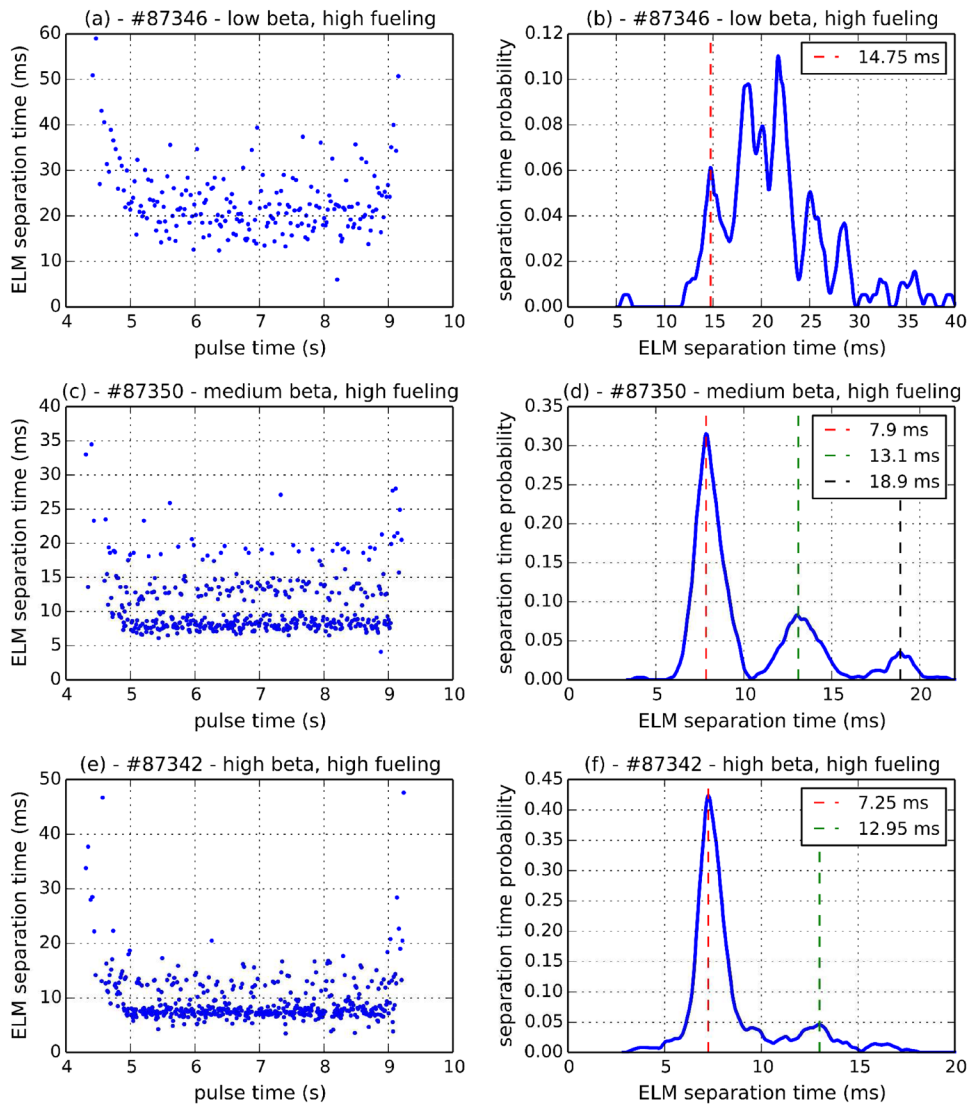 (a) - #87346 - low beta, high fueling
ELM separation time (ms)
60
50
40
30
20
10
0
4 5 6 7 8 9 10
pulse time (s)
(b) - #87346 - low beta, high fueling
separation time probability
0.12
0.10
0.08
0.06
0.04
0.02
0.00
14.75 ms
0 5 10 15 20 25 30 35 40
ELM separation time (ms)
(c) - #87350 - medium beta, high fueling
ELM separation time (ms)
40
35
30
25
20
15
10
5
0
4 5 6 7 8 9 10
pulse time (s)
(d) - #87350 - medium beta, high fueling
separation time probability
0.35
0.30
0.25
0.20
0.15
0.10
0.05
0.00
7.9 ms
13.1 ms
18.9 ms
0 5 10 15 20
ELM separation time (ms)
(e) - #87342 - high beta, high fueling
ELM separation time (ms)
50
40
30
20
10
0
4 5 6 7 8 9 10
pulse time (s)
(f) - #87342 - high beta, high fueling
separation time probability
0.45
0.40
0.35
0.30
0.25
0.20
0.15
0.10
0.05
0.00
7.25 ms
12.95 ms
0 5 10 15 20
ELM separation time (ms)